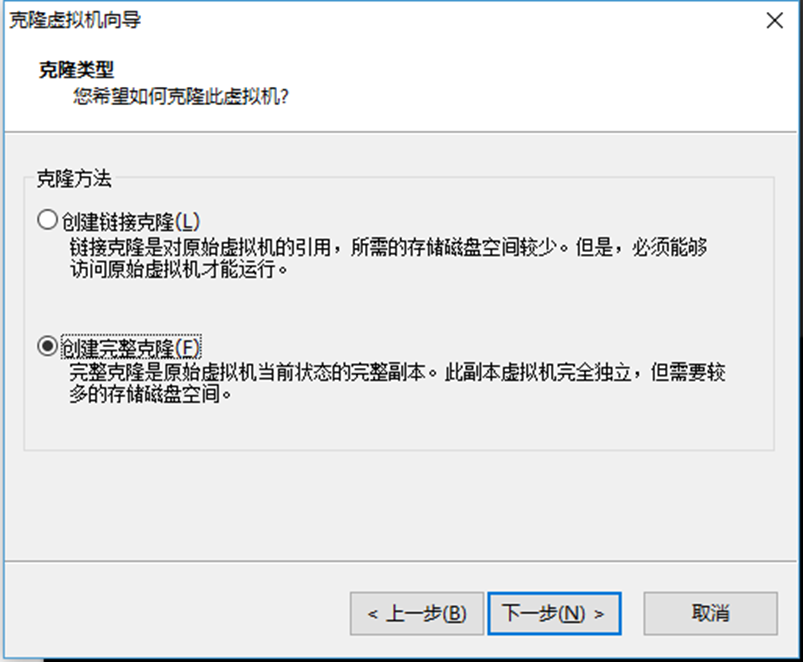 克隆虚拟机向导
克隆类型
您希望如何克隆此虚拟机?
克隆方法
创建链接克隆(L)
链接克隆是对原始虚拟机的引用，所需的存储磁盘空间较少。但是，必须能够
访问原始虚拟机才能运行。
创建完整克隆(F)
完整克隆是原始虚拟机当前状态的完整副本。此副本虚拟机完全独立，但需要较
多的存储磁盘空间。
< 上一步(B) 下一步(N) > 取消